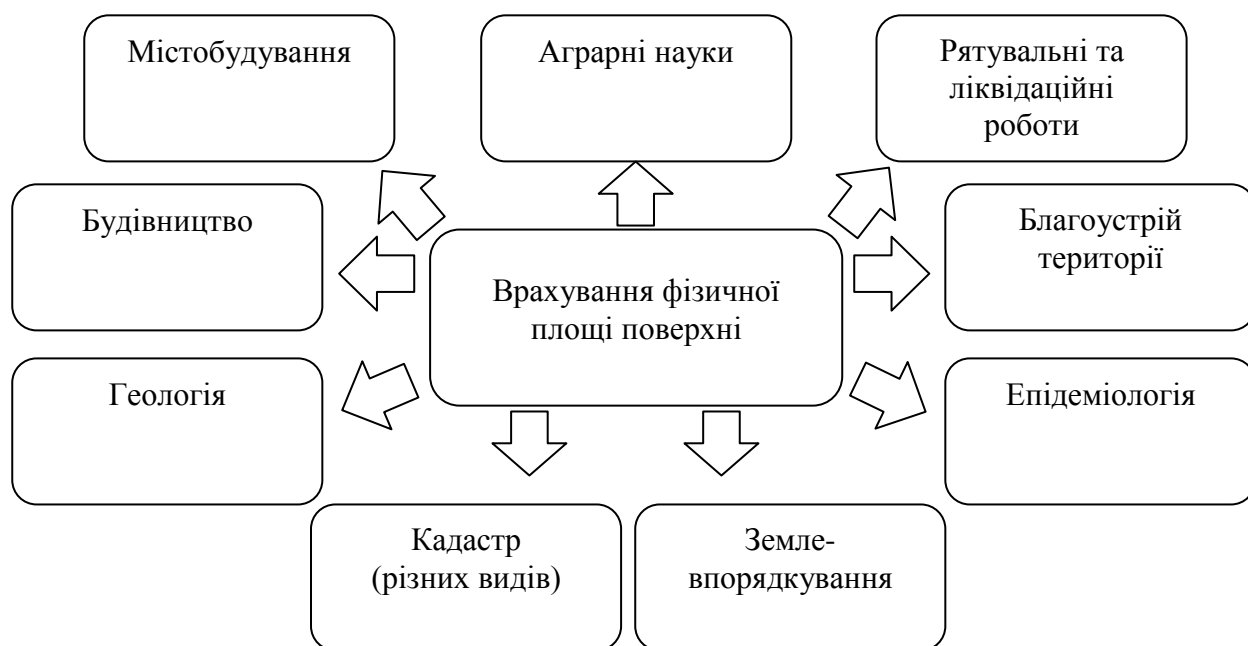 Містобудування
Аграрні науки
Рятувальні та
ліквідаційні
роботи
Будівництво
Благоустрій
території
Врахування фізичної
площі поверхні
Геологія
Епідеміологія
Кадастр
(різних видів)
Земле-
впорядкування